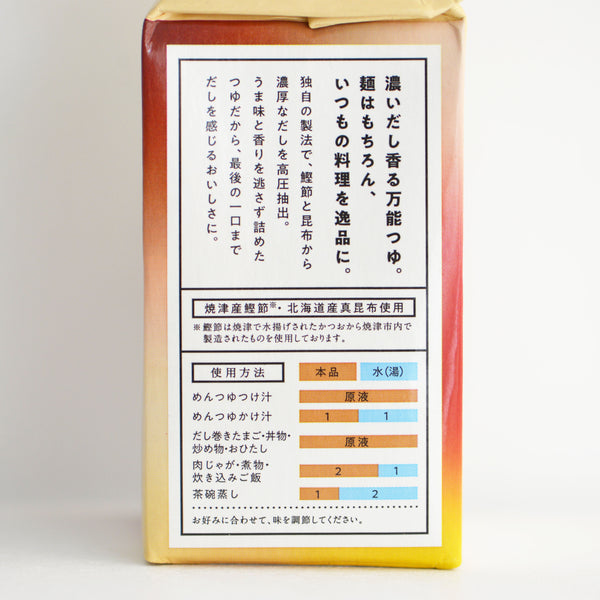 濃いだし香る万能つゆ。
麺はもちろん、
いつもの料理を逸品に。
独自の製法で、鰹節と昆布から
濃厚なだしを高圧抽出。
うま味と香りを逃さず詰めた
つゆだから、最後の一口まで
だしを感じるおいしさに。
焼津産鰹節※・北海道産真昆布使用
※鰹節は焼津で水揚げされたかつおから焼津市内で
製造されたものを使用しております。
使用方法 本品 水(湯)
めんつゆつけ汁 原液
めんつゆかけ汁 1 1
だし巻きたまご・丼物・
炒め物・おひたし 原液
肉じゃが・煮物・
炊き込みご飯 2 1
茶碗蒸し 1 2
お好みに合わせて、味を調節してください。